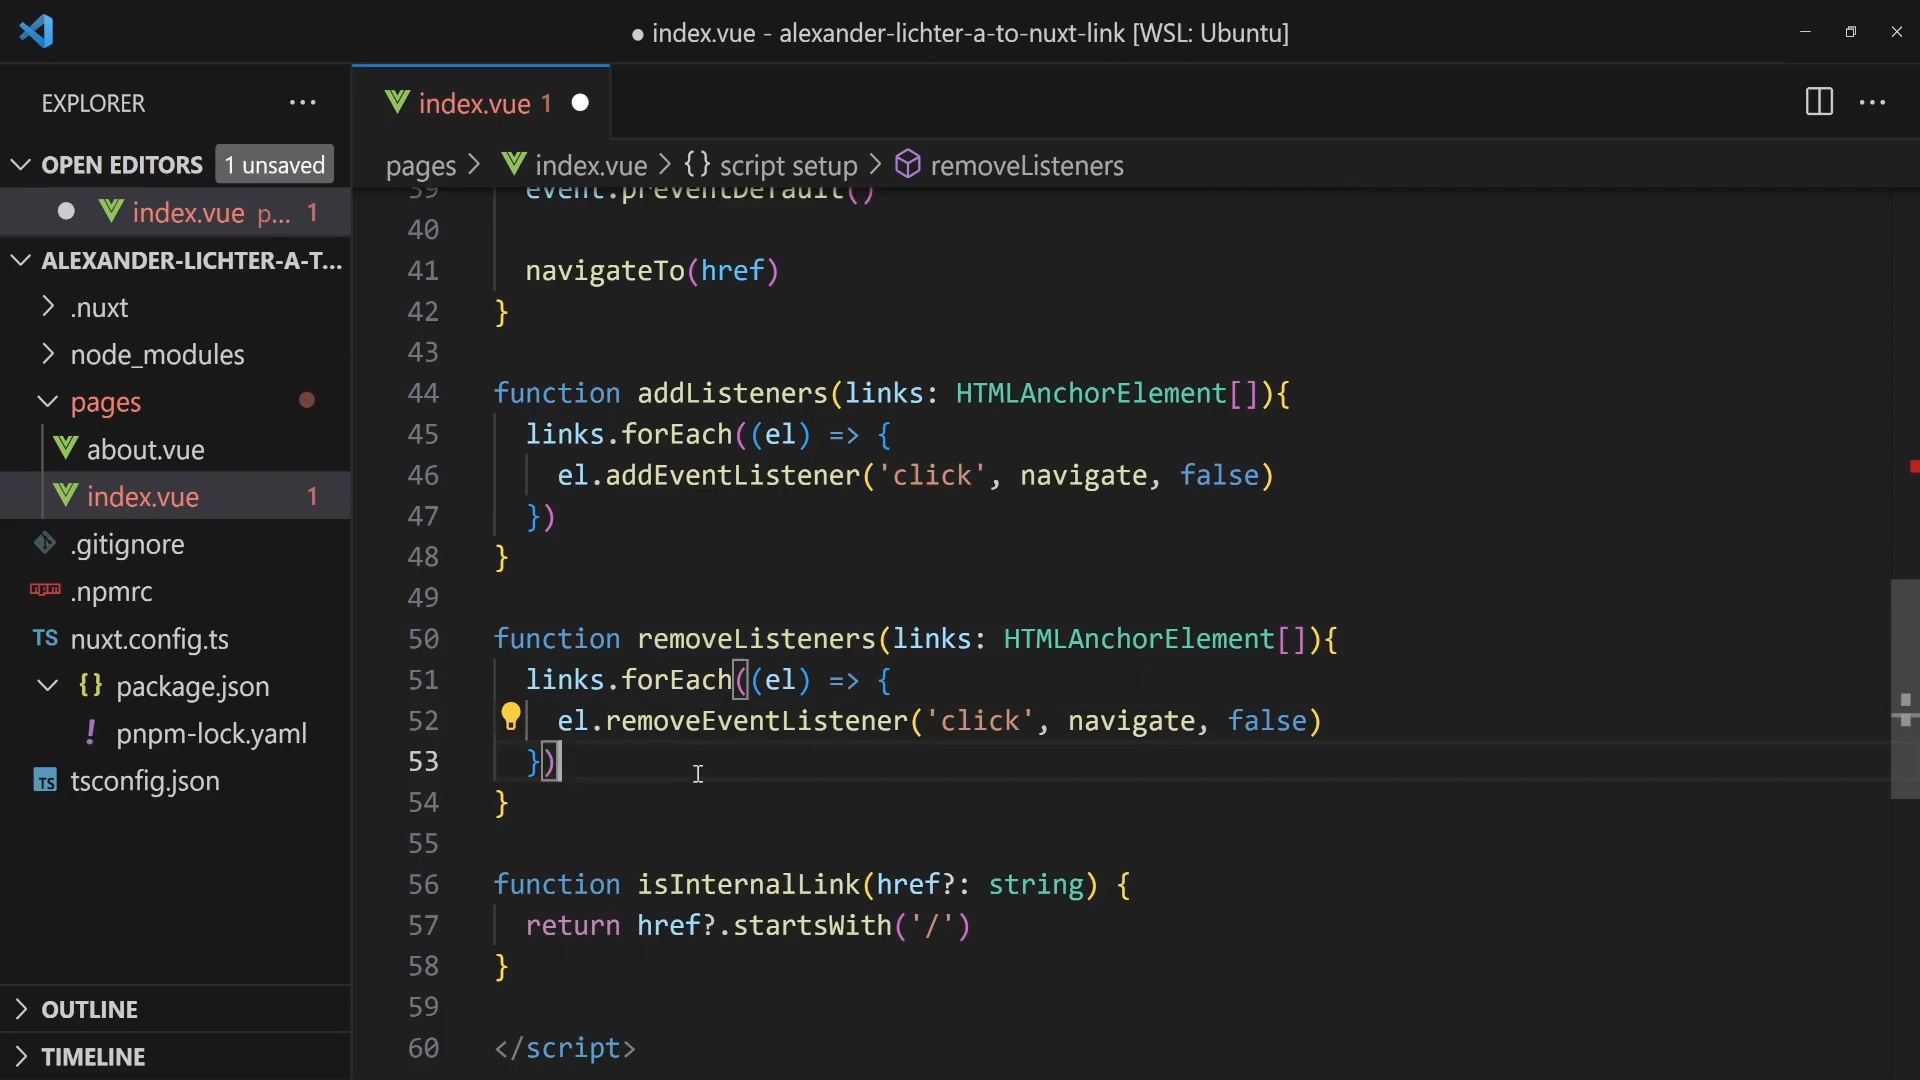 index.vue - alexander-lichter-a-to-nuxt-link [WSL: Ubuntu]
EXPLORER
OPEN EDITORS 1 unsaved
index.vue p... 1
ALEXANDER-LICHTER-A-T...
.nuxt
node_modules
pages
about.vue
index.vue 1
.gitignore
.npmrc
TS nuxt.config.ts
{} package.json
! pnpm-lock.yaml
TS tsconfig.json
OUTLINE
TIMELINE
index.vue 1
pages > index.vue > {} script setup > removeListeners
39 event.preventDefault()
40
41 navigateTo(href)
42 }
43
44 function addListeners(links: HTMLAnchorElement[]){
45 links.forEach((el) => {
46 el.addEventListener('click', navigate, false)
47 })
48 }
49
50 function removeListeners(links: HTMLAnchorElement[]){
51 links.forEach((el) => {
52 el.removeEventListener('click', navigate, false)
53 })
54 }
55
56 function isInternalLink(href?: string) {
57 return href?.startsWith('/')
58 }
59
60 </script>